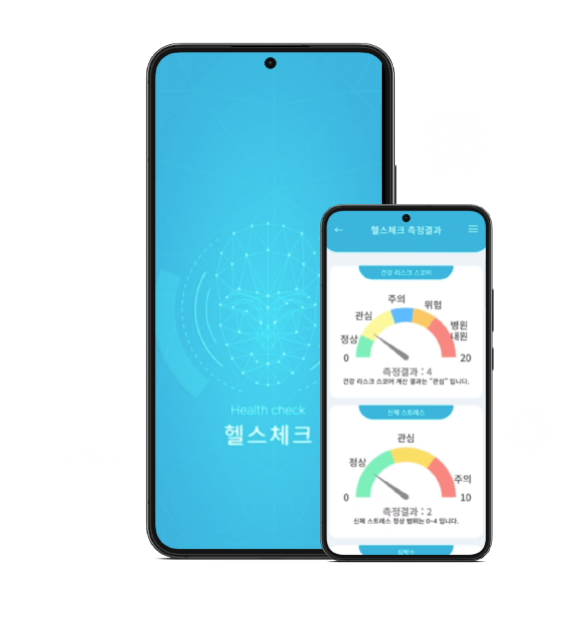 Health check
헬스체크
헬스체크 측정결과
건강 리스크 스코어
정상
관심
주의
위험
병원
내원
0
20
측정결과 : 4
건강 리스크 스코어 계산 결과는 "관심" 입니다.
신체 스트레스
정상
관심
주의
0
10
측정결과 : 2
신체 스트레스 정상 범위는 0~4 입니다.